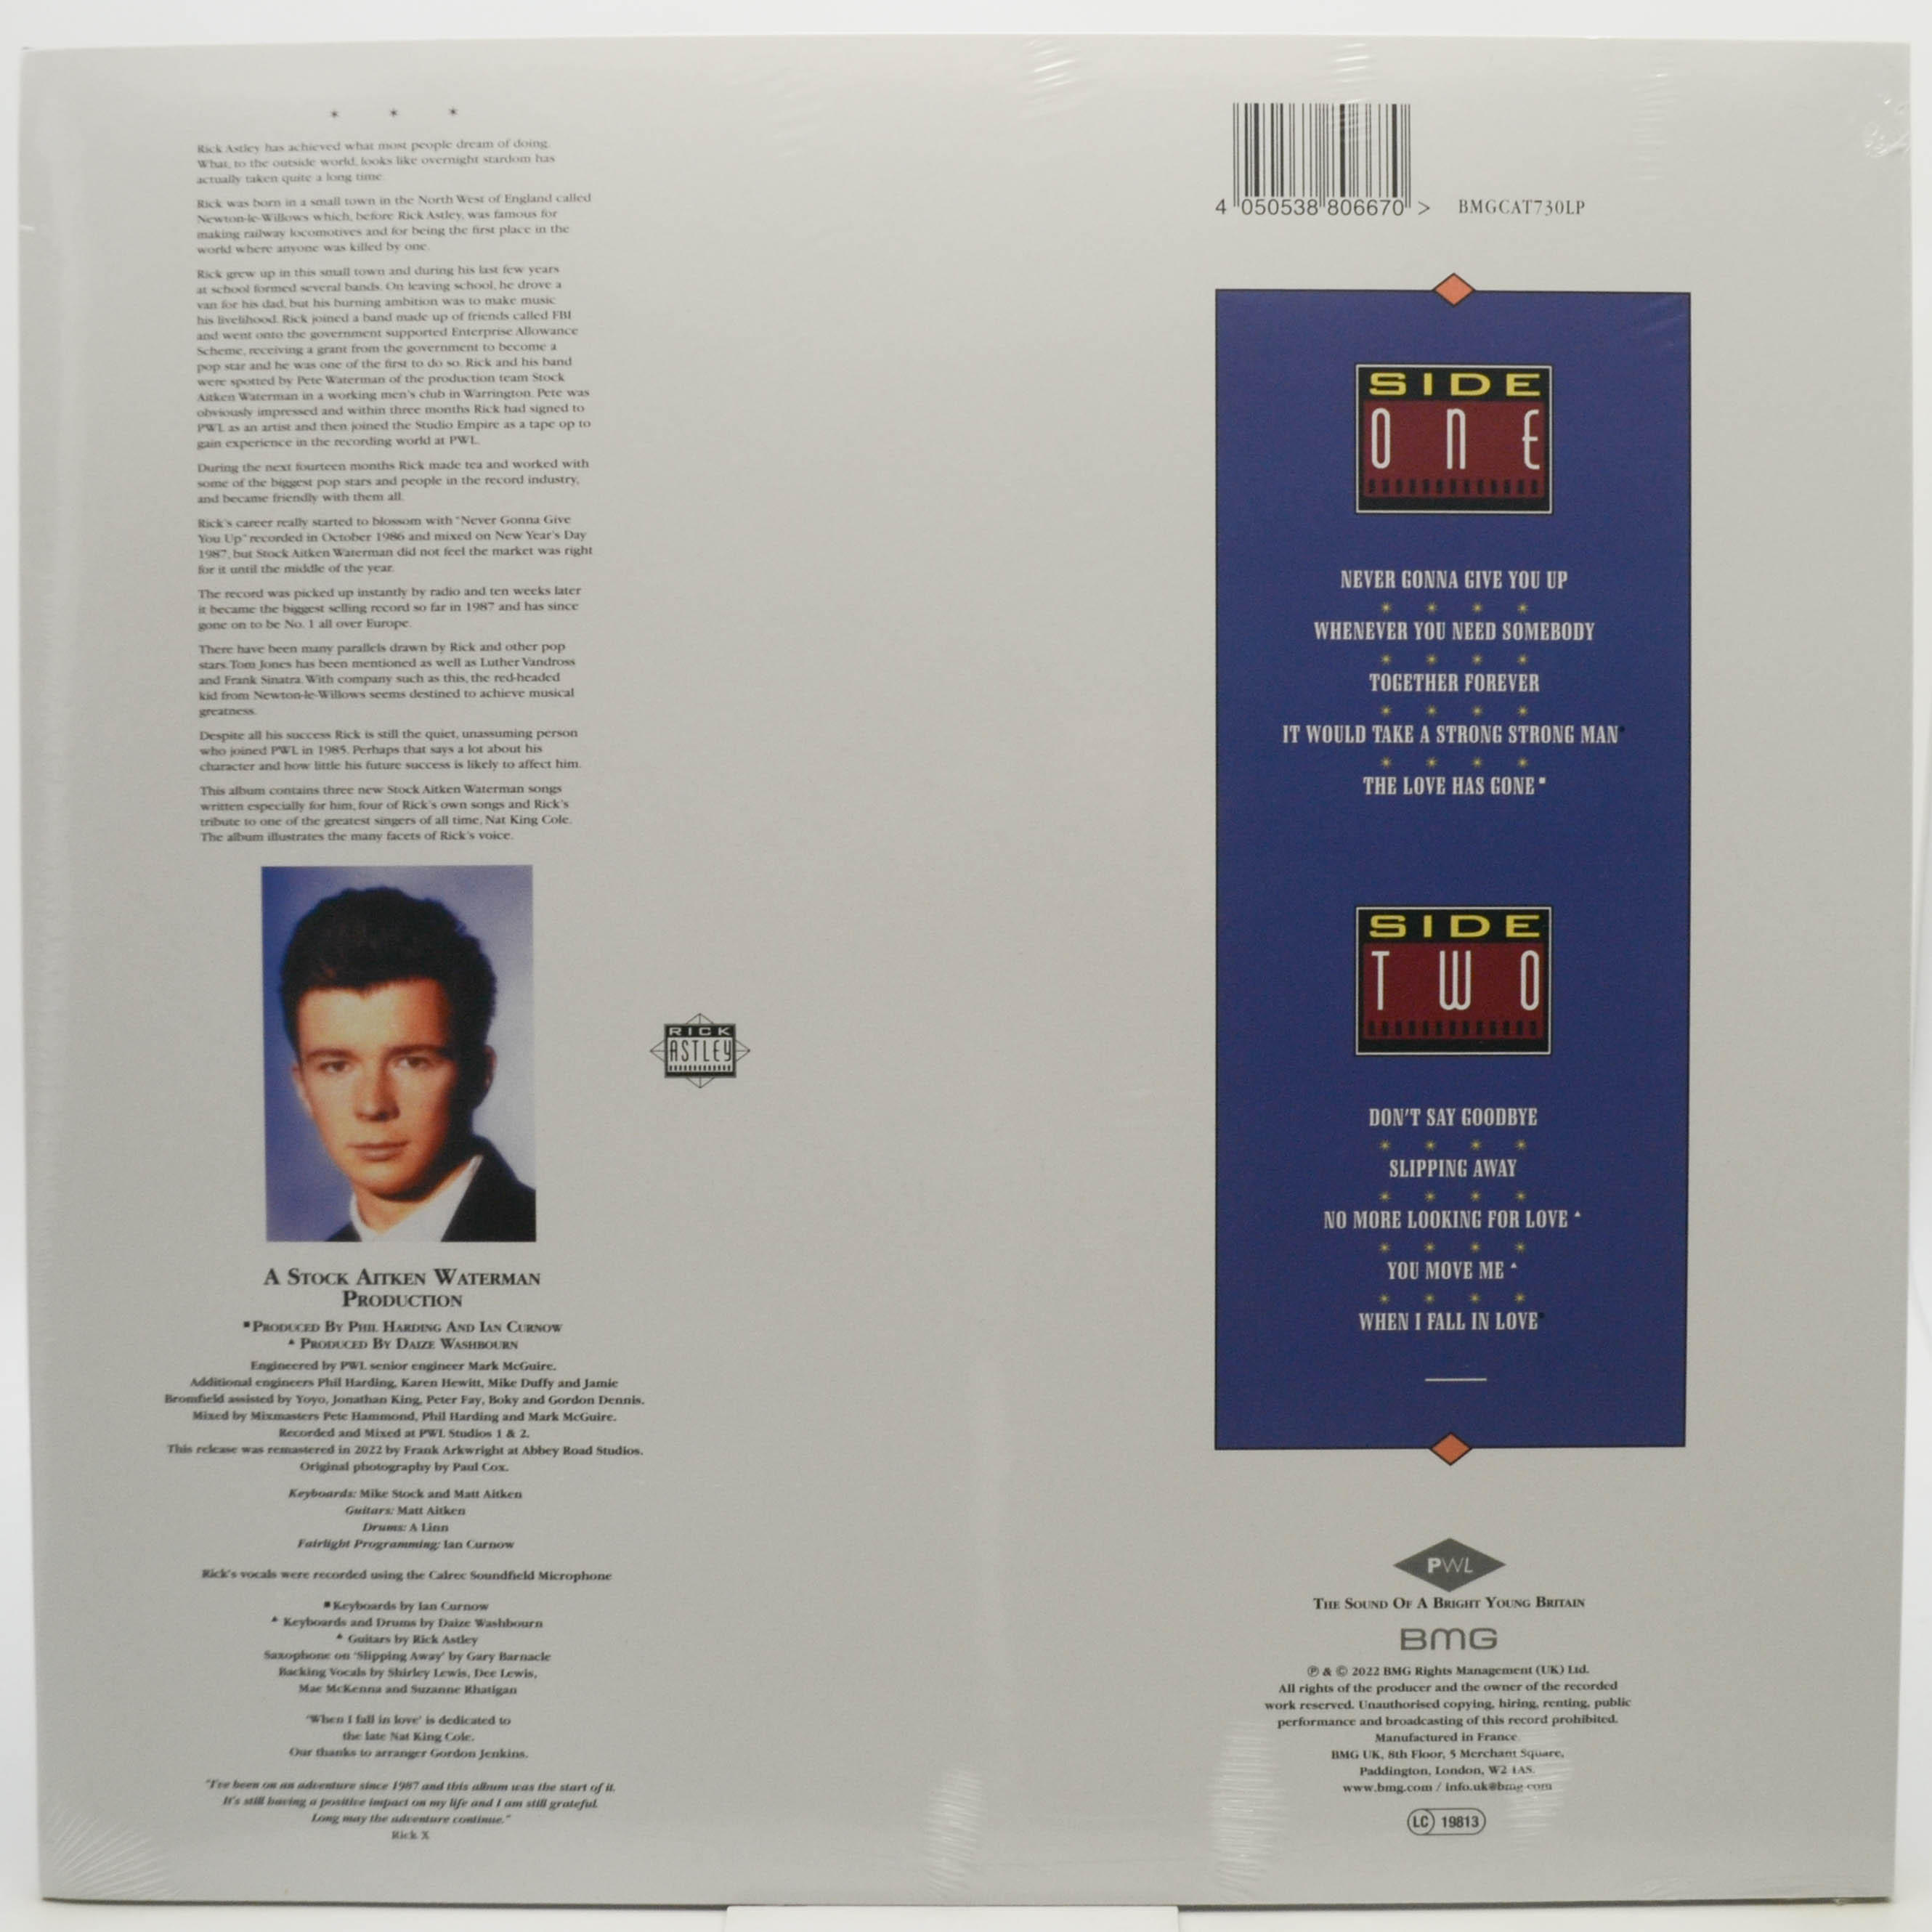 * * *
Rick Astley has achieved what most people dream of doing.
What, to the outside world, looks like overnight stardom has
actually taken quite a long time.
Rick was born in a small town in the North West of England called
Newton-le-Willows which, before Rick Astley, was famous for
making railway locomotives and for being the first place in the
world where anyone was killed by one.
Rick grew up in this small town and during his last few years
at school formed several bands. On leaving school, he drove a
van for his dad, but his burning ambition was to make music
his livelihood. Rick joined a band made up of friends called FBI
and went onto the government supported Enterprise Allowance
Scheme, receiving a grant from the government to become a
pop star and he was one of the first to do so. Rick and his band
were spotted by Pete Waterman of the production team Stock
Aitken Waterman in a working men's club in Warrington. Pete was
obviously impressed and within three months Rick had signed to
PWL as an artist and then joined the Studio Empire as a tape op to
gain experience in the recording world at PWL.
During the next fourteen months Rick made tea and worked with
some of the biggest pop stars and people in the record industry,
and became friendly with them all.
Rick's career really started to blossom with "Never Gonna Give
You Up" recorded in October 1986 and mixed on New Year's Day
1987, but Stock Aitken Waterman did not feel the market was right
for it until the middle of the year.
The record was picked up instantly by radio and ten weeks later
it became the biggest selling record so far in 1987 and has since
gone on to be No. 1 all over Europe.
There have been many parallels drawn by Rick and other pop
stars. Tom Jones has been mentioned as well as Luther Vandross
and Frank Sinatra. With company such as this, the red-headed
kid from Newton-le-Willows seems destined to achieve musical
greatness.
Despite all his success Rick is still the quiet, unassuming person
who joined PWL in 1985. Perhaps that says a lot about his
character and how little his future success is likely to affect him.
This album contains three new Stock Aitken Waterman songs
written especially for him, four of Rick's own songs and Rick's
tribute to one of the greatest singers of all time, Nat King Cole.
The album illustrates the many facets of Rick's voice.
A STOCK AITKEN WATERMAN
PRODUCTION
■ PRODUCED BY PHIL HARDING AND IAN CURNOW
▲ PRODUCED BY DAIZE WASHBOURN
Engineered by PWL senior engineer Mark McGuire.
Additional engineers Phil Harding, Karen Hewitt, Mike Duffy and Jamie
Bromfield assisted by Yoyo, Jonathan King, Peter Fay, Boky and Gordon Dennis.
Mixed by Mixmasters Pete Hammond, Phil Harding and Mark McGuire.
Recorded and Mixed at PWL Studios 1 & 2.
This release was remastered in 2022 by Frank Arkwright at Abbey Road Studios.
Original photography by Paul Cox.
Keyboards: Mike Stock and Matt Aitken
Guitars: Matt Aitken
Drums: A Linn
Fairlight Programming: Ian Curnow
Rick's vocals were recorded using the Calrec Soundfield Microphone
■ Keyboards by Ian Curnow
▲ Keyboards and Drums by Daize Washbourn
▲ Guitars by Rick Astley
Saxophone on 'Slipping Away' by Gary Barnacle
Backing Vocals by Shirley Lewis, Dee Lewis,
Mae McKenna and Suzanne Rhatigan
'When I fall in love' is dedicated to
the late Nat King Cole.
Our thanks to arranger Gordon Jenkins.
"I've been on an adventure since 1987 and this album was the start of it.
It's still having a positive impact on my life and I am still grateful.
Long may the adventure continue."
Rick X
RICK
ASTLEY
4 050538 806670 > BMGCAT730LP
SIDE
ONE
NEVER GONNA GIVE YOU UP
WHENEVER YOU NEED SOMEBODY
TOGETHER FOREVER
IT WOULD TAKE A STRONG STRONG MAN ■
THE LOVE HAS GONE ■
SIDE
TWO
DON'T SAY GOODBYE
SLIPPING AWAY
NO MORE LOOKING FOR LOVE ▲
YOU MOVE ME ▲
WHEN I FALL IN LOVE ■
PWL
THE SOUND OF A BRIGHT YOUNG BRITAIN
BMG
℗ & © 2022 BMG Rights Management (UK) Ltd.
All rights of the producer and the owner of the recorded
work reserved. Unauthorised copying, hiring, renting, public
performance and broadcasting of this record prohibited.
Manufactured in France
BMG UK, 8th Floor, 5 Merchant Square,
Paddington, London, W2 1AS.
www.bmg.com / info.uk@bmg.com
LC 19813